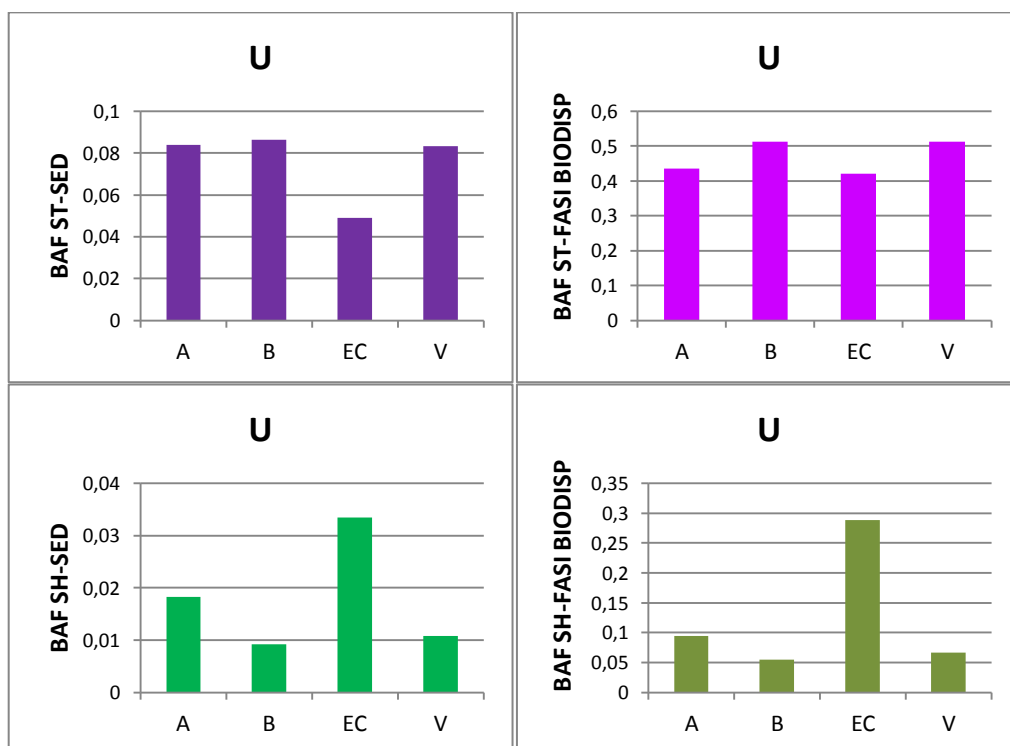 U
BAF ST-SED
0,1
0,08
0,06
0,04
0,02
0
A B EC V
U
BAF ST-FASI BIODISP
0,6
0,5
0,4
0,3
0,2
0,1
0
A B EC V
U
BAF SH-SED
0,04
0,03
0,02
0,01
0
A B EC V
U
BAF SH-FASI BIODISP
0,35
0,3
0,25
0,2
0,15
0,1
0,05
0
A B EC V